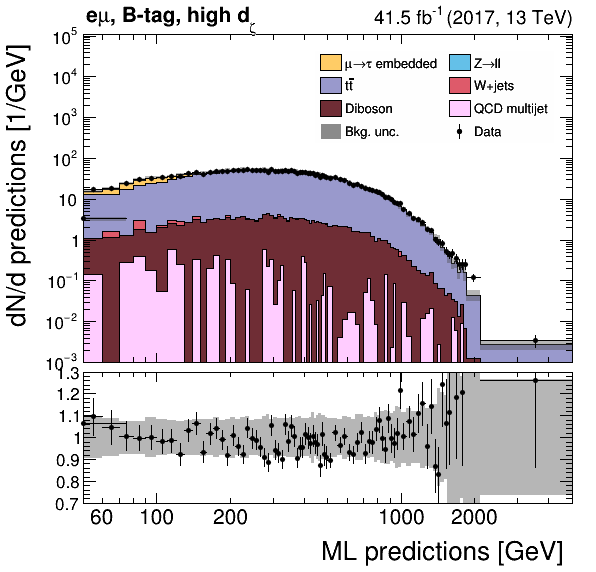 eμ, B-tag, high dζ 41.5 fb⁻¹ (2017, 13 TeV)
dN/d predictions [1/GeV]
10⁵
10⁴
10³
10²
10
1
10⁻¹
10⁻²
10⁻³
μ→τ embedded Z→ll
tt̄ W+jets
Diboson QCD multijet
Bkg. unc. Data
1.3
1.2
1.1
1
0.9
0.8
0.7
60 100 200 1000 2000
ML predictions [GeV]